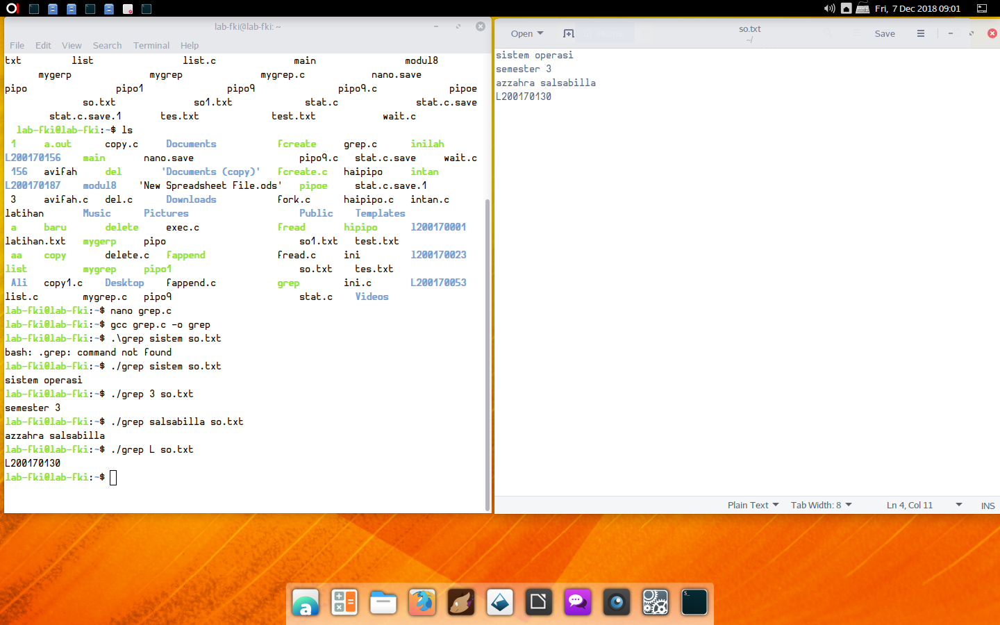 Fri, 7 Dec 2018 09:01
lab-fki@lab-fki: ~
File Edit View Search Terminal Help
txt list list.c main modul8
mygerp mygrep mygrep.c nano.save
pipo pipo1 pipo9 pipo9.c pipoe
so.txt so1.txt stat.c stat.c.save
stat.c.save.1 tes.txt test.txt wait.c
lab-fki@lab-fki:~$ ls
1 a.out copy.c Documents fcreate grep.c inilah
L200170156 main nano.save pipo9.c stat.c.save wait.c
156 avifah del 'Documents (copy)' fcreate.c haipipo intan
L200170187 modul8 'New Spreadsheet File.ods' pipoe stat.c.save.1
3 avifah.c del.c Downloads fork.c haipipo.c intan.c
latihan Music Pictures Public Templates
a baru delete exec.c fread hipipo l200170001
latihan.txt mygerp pipo so1.txt test.txt
aa copy delete.c fappend fread.c ini l200170023
list mygrep pipo1 so.txt tes.txt
Ali copy1.c Desktop fappend.c grep ini.c L200170053
list.c mygrep.c pipo9 stat.c Videos
lab-fki@lab-fki:~$ nano grep.c
lab-fki@lab-fki:~$ gcc grep.c -o grep
lab-fki@lab-fki:~$ .\grep sistem so.txt
bash: .grep: command not found
lab-fki@lab-fki:~$ ./grep sistem so.txt
sistem operasi
lab-fki@lab-fki:~$ ./grep 3 so.txt
semester 3
lab-fki@lab-fki:~$ ./grep salsabilla so.txt
azzahra salsabilla
lab-fki@lab-fki:~$ ./grep L so.txt
L200170130
lab-fki@lab-fki:~$
Open so.txt Save
~/
sistem operasi
semester 3
azzahra salsabilla
L200170130
Plain Text Tab Width: 8 Ln 4, Col 11 INS